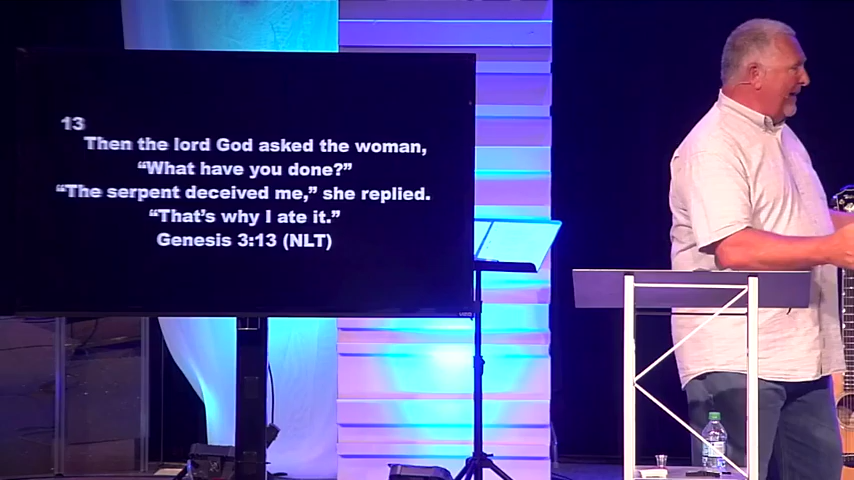 13
Then the lord God asked the woman,
“What have you done?”
“The serpent deceived me,” she replied.
“That’s why I ate it.”
Genesis 3:13 (NLT)